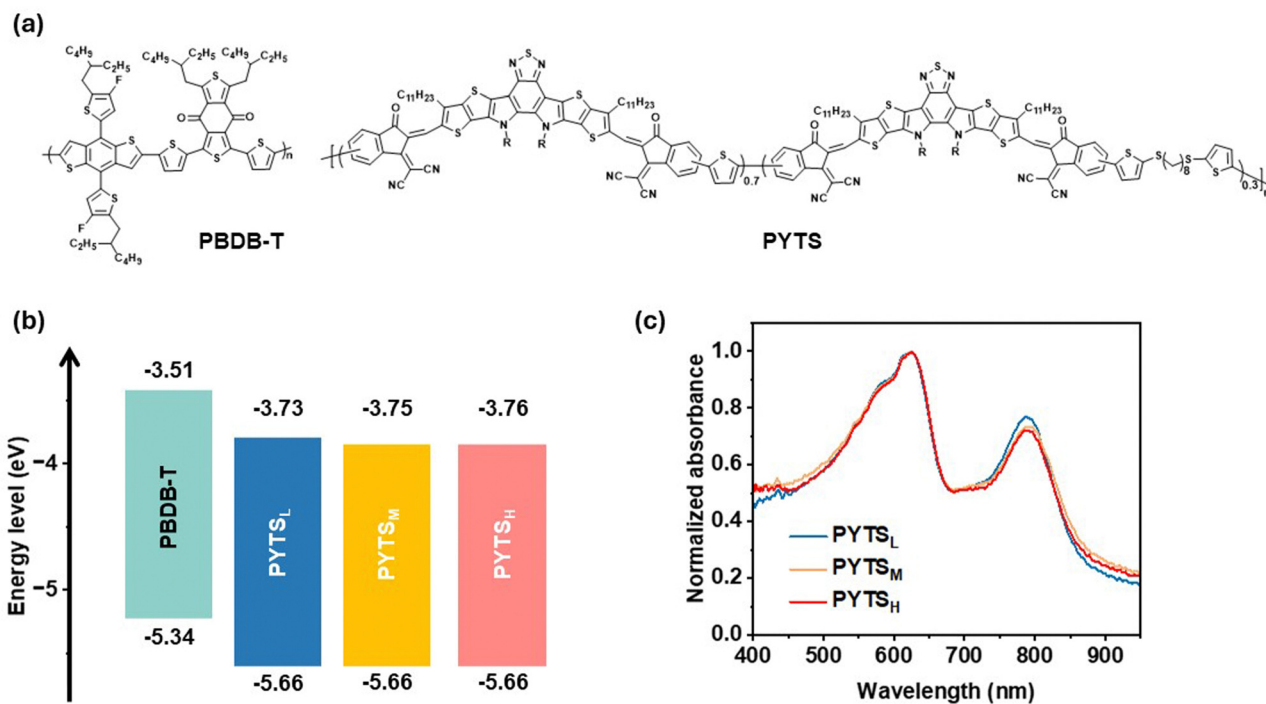 (a)
C4H9
C2H5
F
S
S
S
S
S
F
C2H5
C4H9
C4H9
C2H5
C4H9
C2H5
S
O
O
S
S
S
n
PBDB-T
C11H23
O
S
N
N
S
S
S
S
N
N
R
R
C11H23
O
NC
CN
NC
CN
S
0.7
C11H23
O
S
N
N
S
S
S
S
N
N
R
R
C11H23
O
NC
CN
NC
CN
S
S
8
S
S
0.3
PYTS
(b)
Energy level (eV)
−4
−5
-3.51
PBDB-T
-5.34
-3.73
PYTSL
-5.66
-3.75
PYTSM
-5.66
-3.76
PYTSH
-5.66
(c)
Normalized absorbance
1.0
0.8
0.6
0.4
0.2
0.0
PYTSL
PYTSM
PYTSH
400 500 600 700 800 900
Wavelength (nm)